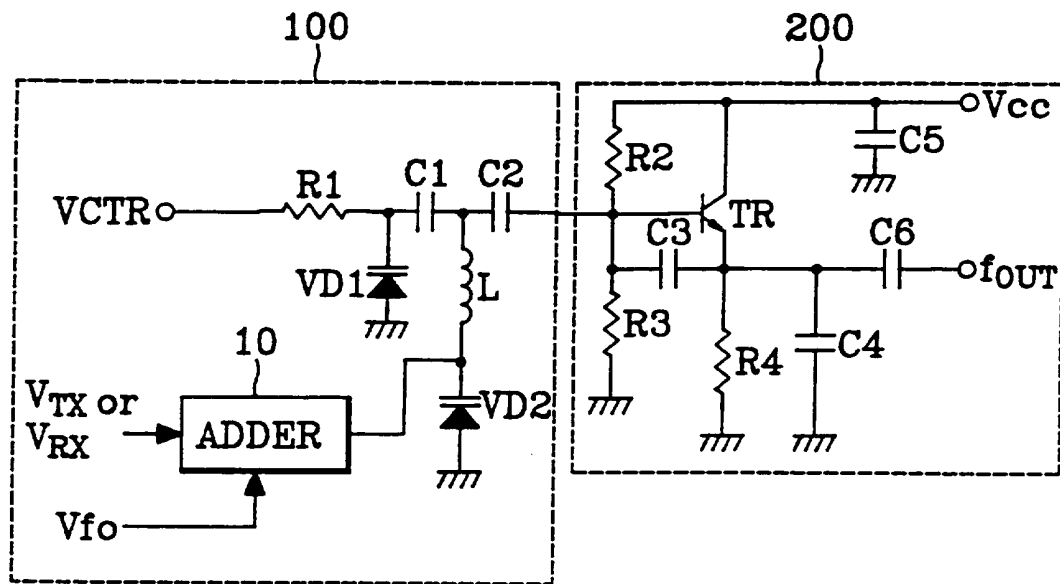 100
200
Vcc
R2
C5
R1
C1
C2
VCTR
TR
C3
C6
VD1
L
fOUT
R3
R4
C4
10
VTX or
VRX
ADDER
VD2
Vfo